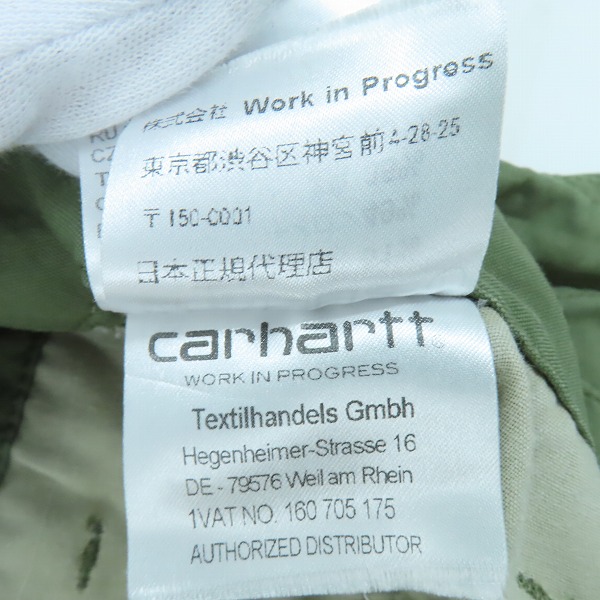 株式会社 Work in Progress
東京都渋谷区神宮前4-28-25
〒150-0001
日本正規代理店
carhartt
WORK IN PROGRESS
Textilhandels Gmbh
Hegenheimer-Strasse 16
DE - 79576 Weil am Rhein
1VAT NO. 160 705 175
AUTHORIZED DISTRIBUTOR